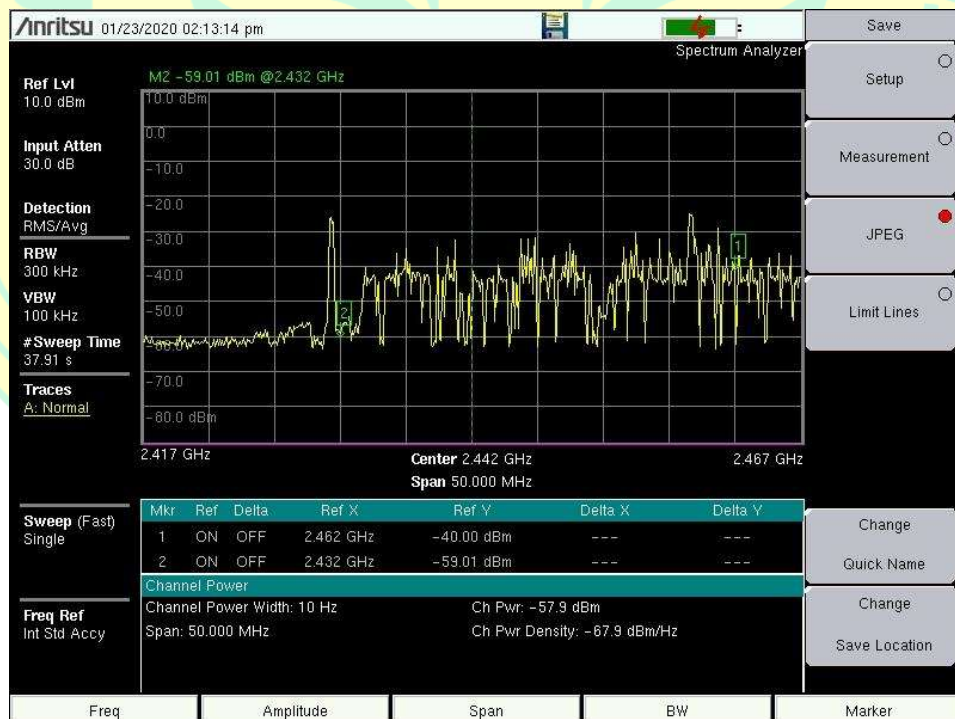 Anritsu 01/23/2020 02:13:14 pm
Spectrum Analyzer
M2 -59.01 dBm @2.432 GHz
Ref Lvl
10.0 dBm
Input Atten
30.0 dB
Detection
RMS/Avg
RBW
300 kHz
VBW
100 kHz
#Sweep Time
37.91 s
Traces
A: Normal
Sweep (Fast)
Single
Freq Ref
Int Std Accy
10.0 dBm
0.0
-10.0
-20.0
-30.0
-40.0
-50.0
-60.0
-70.0
-80.0 dBm
1
2
2.417 GHz
Center 2.442 GHz
2.467 GHz
Span 50.000 MHz
Mkr Ref Delta Ref X Ref Y Delta X Delta Y
1 ON OFF 2.462 GHz -40.00 dBm --- ---
2 ON OFF 2.432 GHz -59.01 dBm --- ---
Channel Power
Channel Power Width: 10 Hz Ch Pwr: -57.9 dBm
Span: 50.000 MHz Ch Pwr Density: -67.9 dBm/Hz
Save
Setup
Measurement
JPEG
Limit Lines
Change
Quick Name
Change
Save Location
Freq Amplitude Span BW Marker